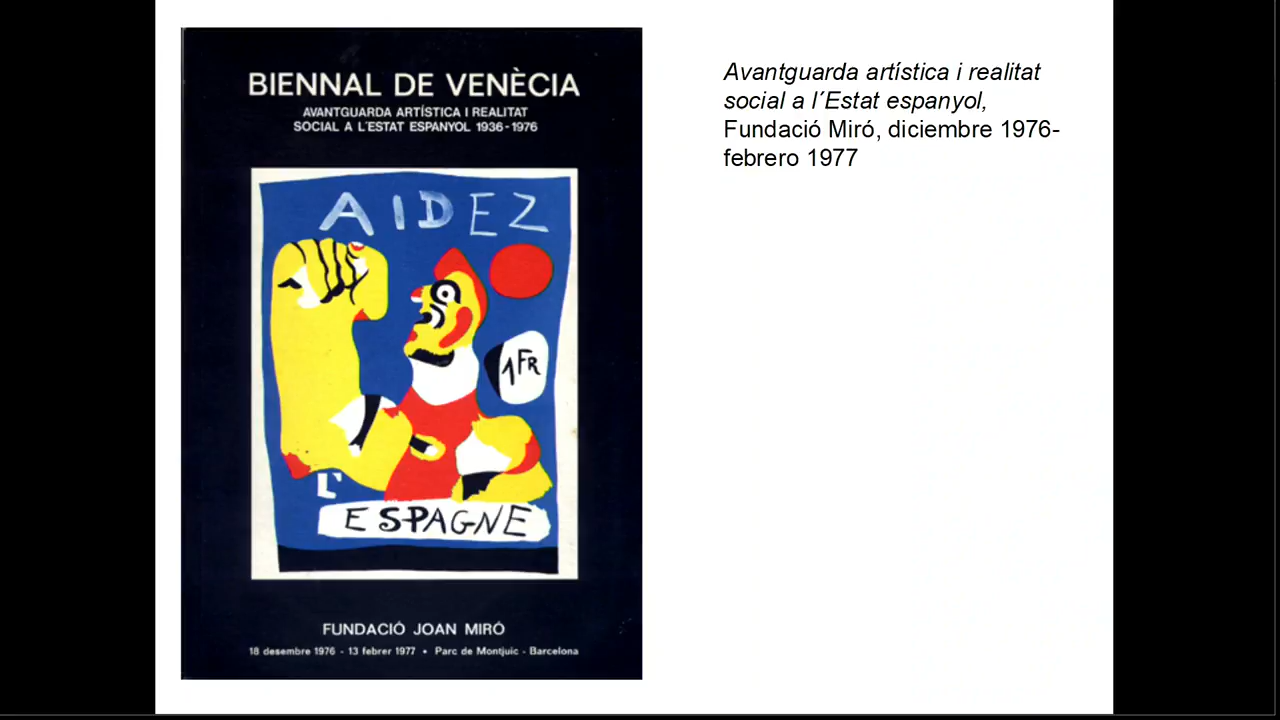 BIENNAL DE VENÈCIA
AVANTGUARDA ARTÍSTICA I REALITAT
SOCIAL A L'ESTAT ESPANYOL 1936-1976
AIDEZ
1FR
L'
ESPAGNE
FUNDACIÓ JOAN MIRÓ
18 desembre 1976 - 13 febrer 1977 • Parc de Montjuic - Barcelona
Avantguarda artística i realitat
social a l´Estat espanyol,
Fundació Miró, diciembre 1976-
febrero 1977